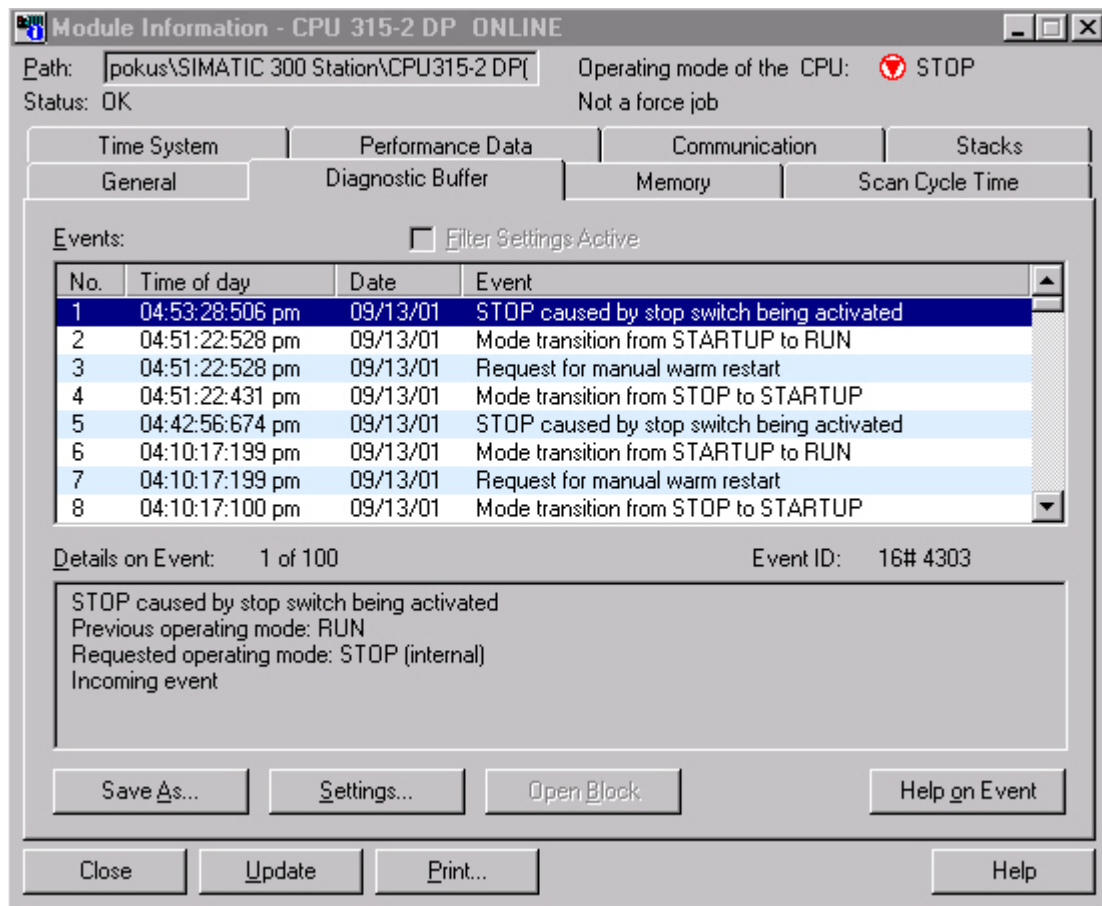 Module Information - CPU 315-2 DP ONLINE
Path: pokus\SIMATIC 300 Station\CPU315-2 DP( Operating mode of the CPU: STOP
Status: OK Not a force job
Time System Performance Data Communication Stacks
General Diagnostic Buffer Memory Scan Cycle Time
Events: Filter Settings Active
No. Time of day Date Event
1 04:53:28:506 pm 09/13/01 STOP caused by stop switch being activated
2 04:51:22:528 pm 09/13/01 Mode transition from STARTUP to RUN
3 04:51:22:528 pm 09/13/01 Request for manual warm restart
4 04:51:22:431 pm 09/13/01 Mode transition from STOP to STARTUP
5 04:42:56:674 pm 09/13/01 STOP caused by stop switch being activated
6 04:10:17:199 pm 09/13/01 Mode transition from STARTUP to RUN
7 04:10:17:199 pm 09/13/01 Request for manual warm restart
8 04:10:17:100 pm 09/13/01 Mode transition from STOP to STARTUP
Details on Event: 1 of 100 Event ID: 16# 4303
STOP caused by stop switch being activated
Previous operating mode: RUN
Requested operating mode: STOP (internal)
Incoming event
Save As... Settings... Open Block Help on Event
Close Update Print... Help